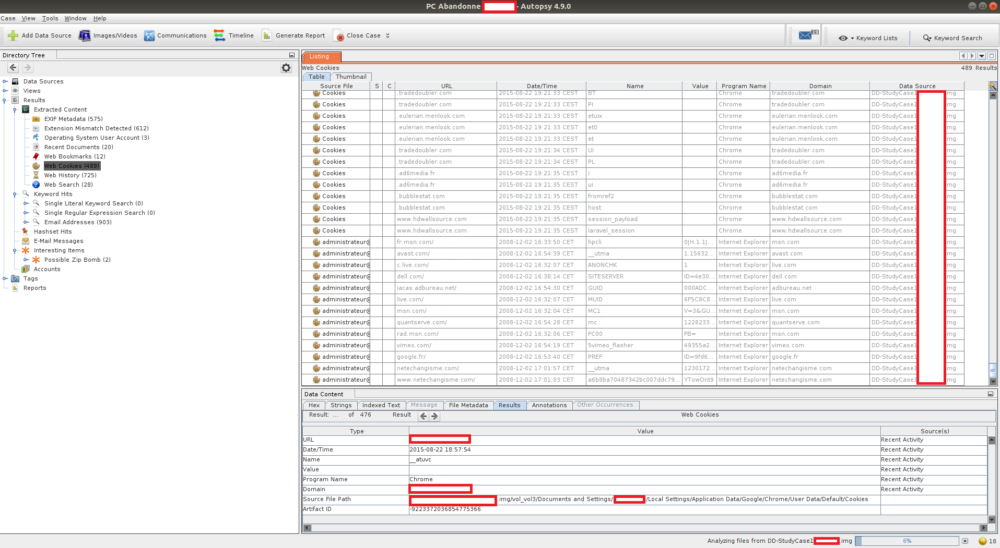 PC Abandonne - Autopsy 4.9.0
Case View Tools Window Help
Add Data Source Images/Videos Communications Timeline Generate Report Close Case 19 Keyword Lists Keyword Search
Directory Tree
Data Sources
Views
Results
Extracted Content
EXIF Metadata (575)
Extension Mismatch Detected (612)
Operating System User Account (3)
Recent Documents (20)
Web Bookmarks (12)
Web Cookies (489)
Web History (725)
Web Search (28)
Keyword Hits
Single Literal Keyword Search (0)
Single Regular Expression Search (0)
Email Addresses (903)
Hashset Hits
E-Mail Messages
Interesting Items
Possible Zip Bomb (2)
Accounts
Tags
Reports
Listing
Web Cookies 489 Results
Table Thumbnail
Source File S C URL Date/Time Name Value Program Name Domain Data Source
Cookies .tradedoubler.com 2015-08-22 19:21:33 CEST BT Chrome tradedoubler.com DD-StudyCase1 mg
Cookies .tradedoubler.com 2015-08-22 19:21:33 CEST PI Chrome tradedoubler.com DD-StudyCase1 mg
Cookies .eulerian.menlook.com 2015-08-22 19:21:33 CEST etuix Chrome eulerian.menlook.com DD-StudyCase1 mg
Cookies .eulerian.menlook.com 2015-08-22 19:21:33 CEST et0 Chrome eulerian.menlook.com DD-StudyCase1 mg
Cookies .eulerian.menlook.com 2015-08-22 19:21:33 CEST et Chrome eulerian.menlook.com DD-StudyCase1 mg
Cookies .tradedoubler.com 2015-08-22 19:21:34 CEST UI Chrome tradedoubler.com DD-StudyCase1 mg
Cookies .tradedoubler.com 2015-08-22 19:21:34 CEST PL Chrome tradedoubler.com DD-StudyCase1 mg
Cookies .ad6media.fr 2015-08-22 19:21:35 CEST i Chrome ad6media.fr DD-StudyCase1 mg
Cookies .ad6media.fr 2015-08-22 19:21:35 CEST ui Chrome ad6media.fr DD-StudyCase1 mg
Cookies .bubblestat.com 2015-08-22 19:21:35 CEST fromref2 Chrome bubblestat.com DD-StudyCase1 mg
Cookies .bubblestat.com 2015-08-22 19:21:35 CEST host Chrome bubblestat.com DD-StudyCase1 mg
Cookies www.hdwallsource.com 2015-08-22 19:21:35 CEST session_payload Chrome www.hdwallsource.com DD-StudyCase1 mg
Cookies www.hdwallsource.com 2015-08-22 19:21:35 CEST laravel_session Chrome www.hdwallsource.com DD-StudyCase1 mg
administrateur@ fr.msn.com/ 2008-12-02 16:33:50 CET hpcli 0|H.1.1|... Internet Explorer msn.com DD-StudyCase1 mg
administrateur@ avast.com/ 2008-12-02 16:54:39 CET __utma 1.15632... Internet Explorer avast.com DD-StudyCase1 mg
administrateur@ c.live.com/ 2008-12-02 16:32:07 CET ANONCHK 1 Internet Explorer live.com DD-StudyCase1 mg
administrateur@ dell.com/ 2008-12-02 16:38:14 CET SITESERVER ID=4e30... Internet Explorer dell.com DD-StudyCase1 mg
administrateur@ iacas.adbureau.net/ 2008-12-02 16:54:30 CET GUID 000ADC... Internet Explorer adbureau.net DD-StudyCase1 mg
administrateur@ live.com/ 2008-12-02 16:32:07 CET MUID 6F5C8C8... Internet Explorer live.com DD-StudyCase1 mg
administrateur@ msn.com/ 2008-12-02 16:32:04 CET MC1 V=3&GU... Internet Explorer msn.com DD-StudyCase1 mg
administrateur@ quantserve.com/ 2008-12-02 16:54:28 CET mc 1228233... Internet Explorer quantserve.com DD-StudyCase1 mg
administrateur@ rad.msn.com/ 2008-12-02 16:32:06 CET FC00 FB= Internet Explorer msn.com DD-StudyCase1 mg
administrateur@ vimeo.com/ 2008-12-02 16:54:19 CET 5vimeo_flasher 49355a2... Internet Explorer vimeo.com DD-StudyCase1 mg
administrateur@ google.fr/ 2008-12-02 16:53:40 CET PREF ID=9fd6... Internet Explorer google.fr DD-StudyCase1 mg
administrateur@ netechangisme.com/ 2008-12-02 17:01:57 CET __utma 1230172... Internet Explorer netechangisme.com DD-StudyCase1 mg
administrateur@ www.netechangisme.com/ 2008-12-02 17:01:03 CET a6b8ba70487342bc007ddc79... YTowOnt9 Internet Explorer netechangisme.com DD-StudyCase1 mg
Data Content
Hex Strings Indexed Text Message File Metadata Results Annotations Other Occurrences
Result: ... of 476 Result Web Cookies
Type Value Source(s)
URL Recent Activity
Date/Time 2015-08-22 18:57:54 Recent Activity
Name __atuvc Recent Activity
Value Recent Activity
Program Name Chrome Recent Activity
Domain Recent Activity
Source File Path .img/vol_vol3/Documents and Settings/ /Local Settings/Application Data/Google/Chrome/User Data/Default/Cookies
Artifact ID -9223372036854775366
Analyzing files from DD-StudyCase1 .img 6% 18